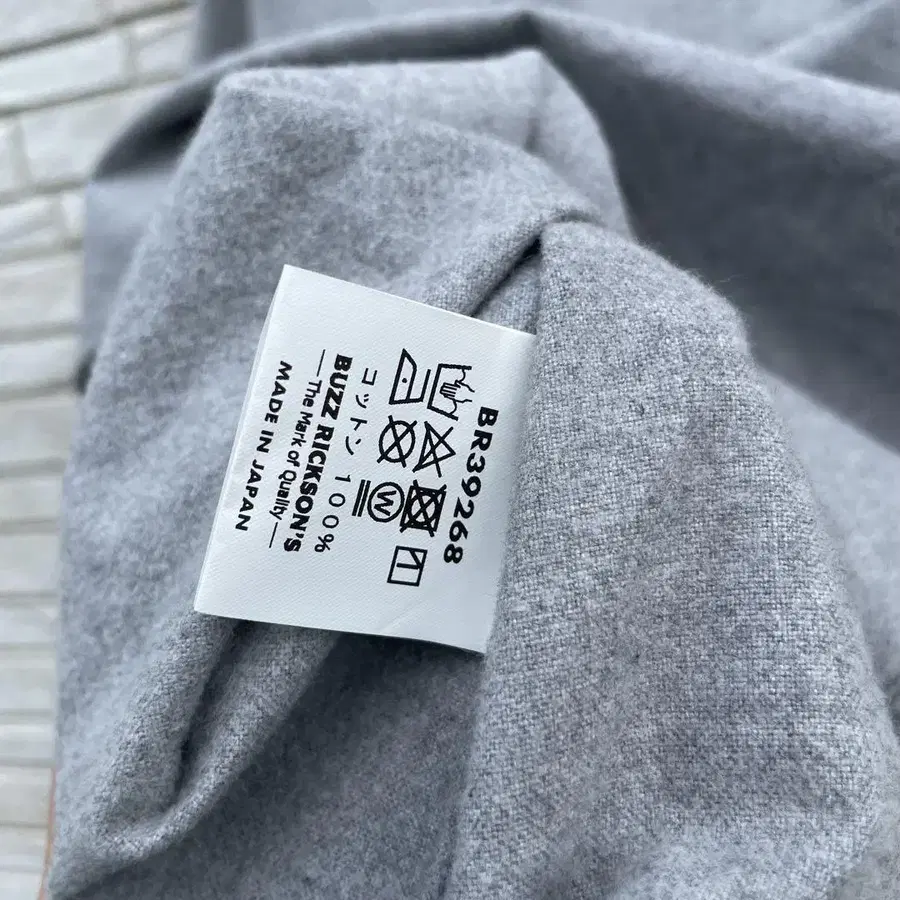 BR39268
W
コットン 100%
BUZZ RICKSON'S
— The Mark of Quality —
MADE IN JAPAN